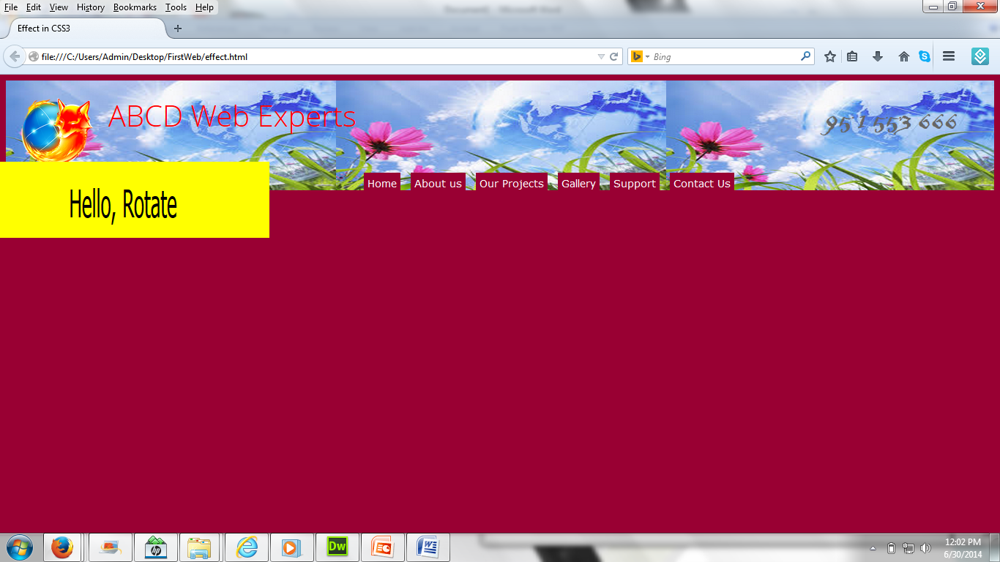 File Edit View History Bookmarks Tools Help
Effect in CSS3
file:///C:/Users/Admin/Desktop/FirstWeb/effect.html
Bing
ABCD Web Experts
951 553 666
Home About us Our Projects Gallery Support Contact Us
Hello, Rotate
hp
Dw
12:02 PM
6/30/2014